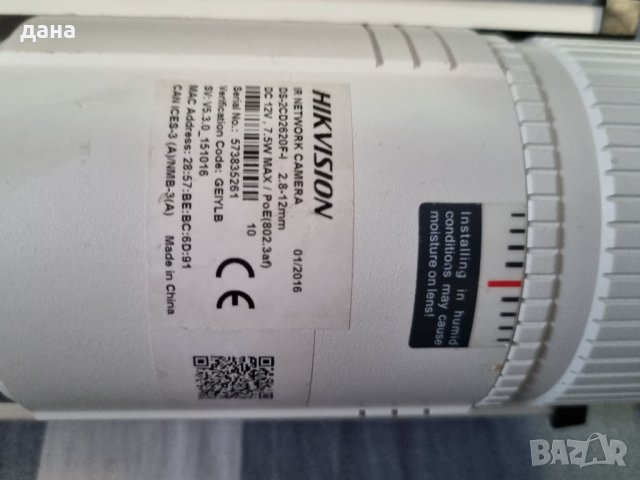 дана
HIKVISION
IR NETWORK CAMERA 01/2016
DS-2CD2620F-I 2.8-12mm
DC 12V, 7.5W MAX / PoE(802.3af)
10
Serial No.: 573835261
Verification Code: GEIYLB
SV: V5.3.0_151016
MAC Address: 28:57:BE:BC:6D:91
CAN ICES-3 (A)/NMB-3(A) Made in China
CE
Installing in humid
conditions may cause
moisture on lens!
BAZAR